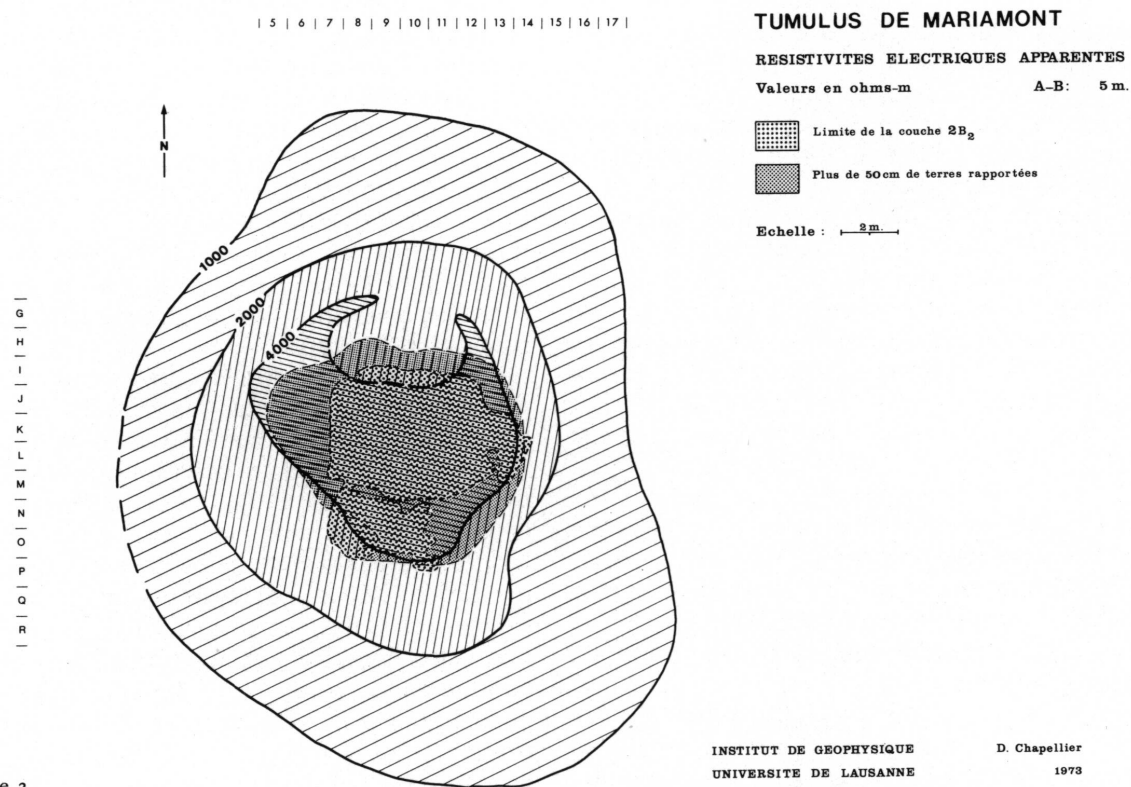 | 5 | 6 | 7 | 8 | 9 | 10 | 11 | 12 | 13 | 14 | 15 | 16 | 17 |
TUMULUS DE MARIAMONT
RESISTIVITES ELECTRIQUES APPARENTES
Valeurs en ohms-m A-B: 5 m.
Limite de la couche 2B2
Plus de 50cm de terres rapportées
Echelle : 2 m.
N
1000
2000
4000
G
H
I
J
K
L
M
N
O
P
Q
R
INSTITUT DE GEOPHYSIQUE D. Chapellier
UNIVERSITE DE LAUSANNE 1973